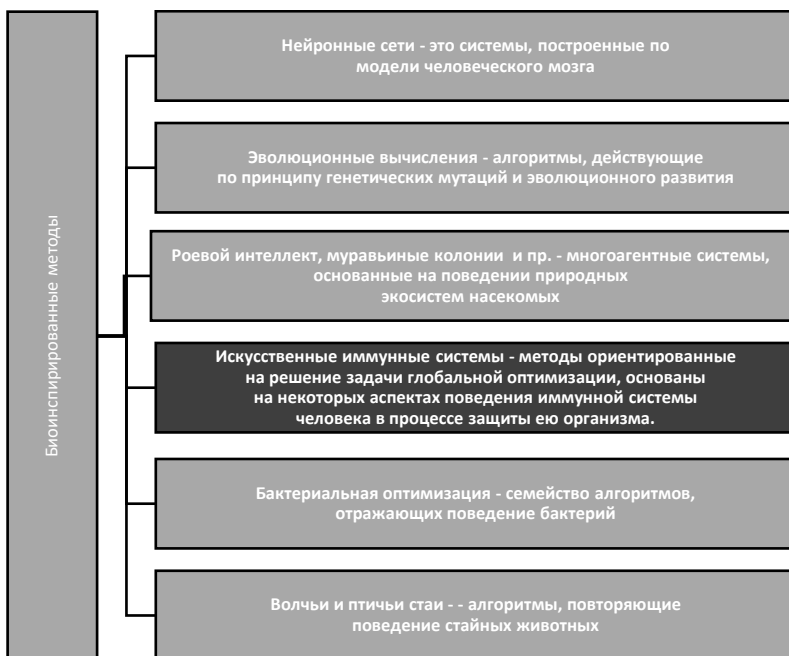 Биоинспирированные методы
Нейронные сети - это системы, построенные по
модели человеческого мозга
Эволюционные вычисления - алгоритмы, действующие
по принципу генетических мутаций и эволюционного развития
Роевой интеллект, муравьиные колонии и пр. - многоагентные системы,
основанные на поведении природных
экосистем насекомых
Искусственные иммунные системы - методы ориентированные
на решение задачи глобальной оптимизации, основаны
на некоторых аспектах поведения иммунной системы
человека в процессе защиты ею организма.
Бактериальная оптимизация - семейство алгоритмов,
отражающих поведение бактерий
Волчьи и птичьи стаи - - алгоритмы, повторяющие
поведение стайных животных